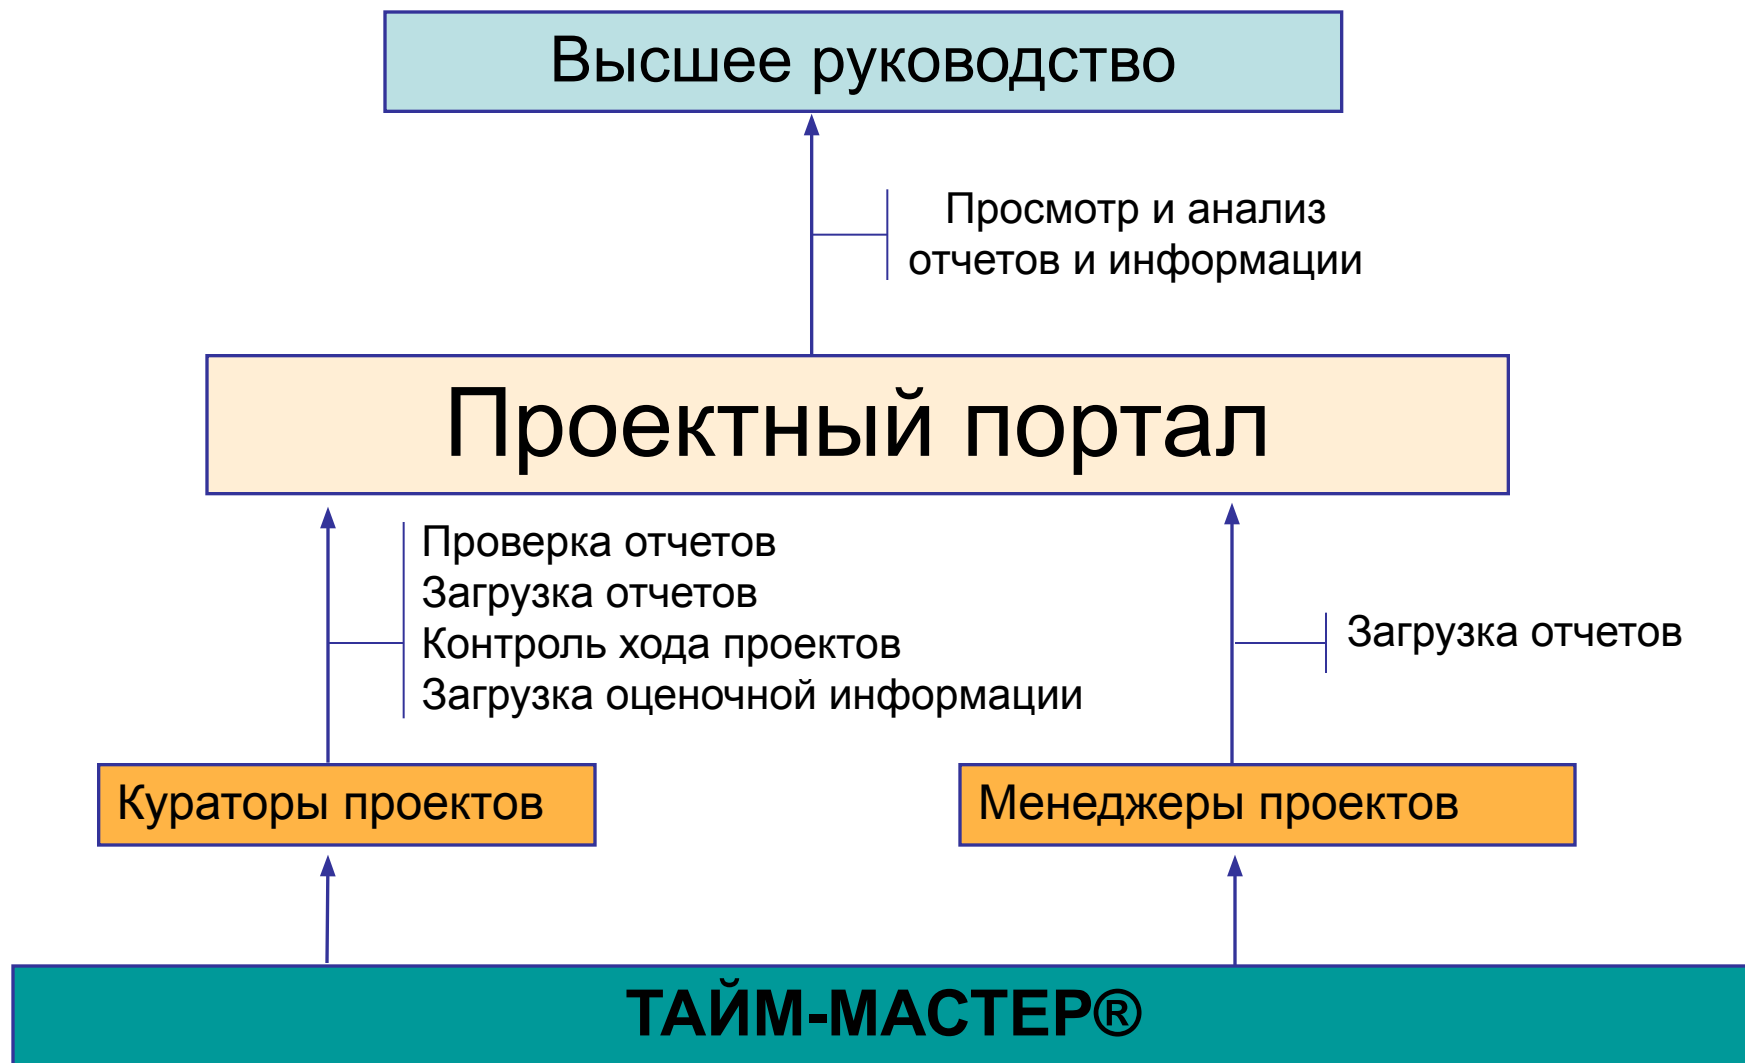 Высшее руководство
Просмотр и анализ
отчетов и информации
Проектный портал
Проверка отчетов
Загрузка отчетов
Контроль хода проектов
Загрузка оценочной информации
Загрузка отчетов
Кураторы проектов
Менеджеры проектов
ТАЙМ-МАСТЕР®